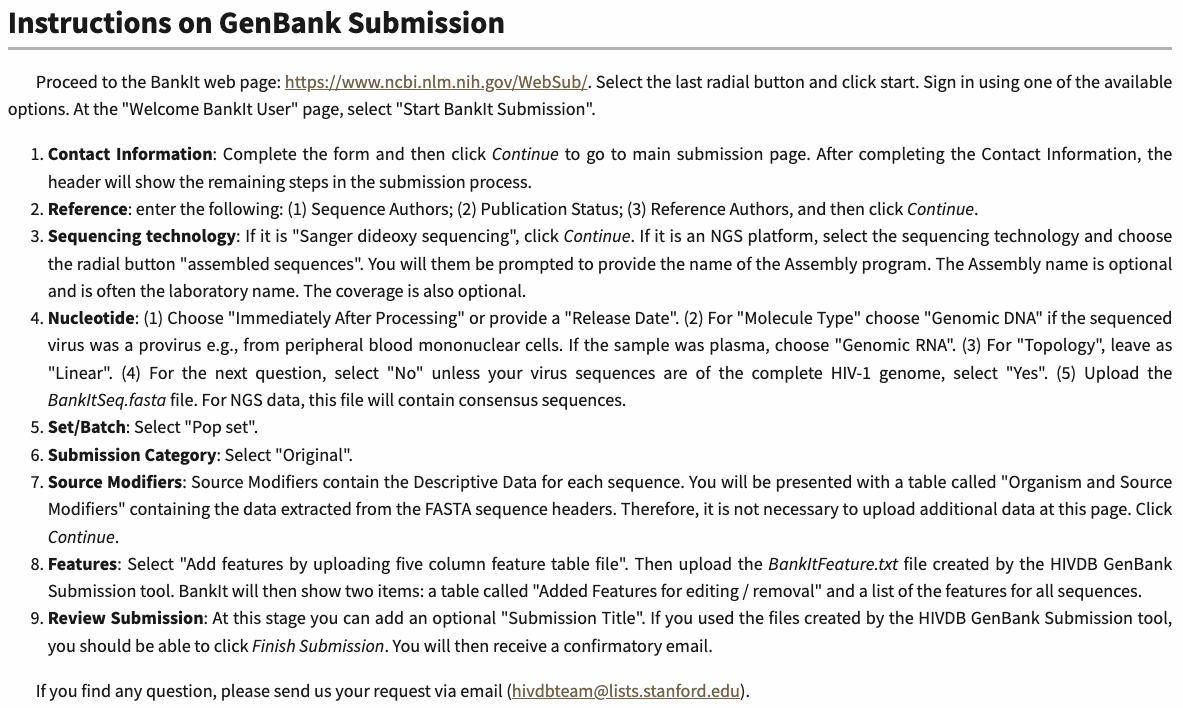 Instructions on GenBank Submission
Proceed to the BankIt web page: https://www.ncbi.nlm.nih.gov/WebSub/. Select the last radial button and click start. Sign in using one of the available
options. At the "Welcome BankIt User" page, select "Start BankIt Submission".
1. Contact Information: Complete the form and then click Continue to go to main submission page. After completing the Contact Information, the
header will show the remaining steps in the submission process.
2. Reference: enter the following: (1) Sequence Authors; (2) Publication Status; (3) Reference Authors, and then click Continue.
3. Sequencing technology: If it is "Sanger dideoxy sequencing", click Continue. If it is an NGS platform, select the sequencing technology and choose
the radial button "assembled sequences". You will them be prompted to provide the name of the Assembly program. The Assembly name is optional
and is often the laboratory name. The coverage is also optional.
4. Nucleotide: (1) Choose "Immediately After Processing" or provide a "Release Date". (2) For "Molecule Type" choose "Genomic DNA" if the sequenced
virus was a provirus e.g., from peripheral blood mononuclear cells. If the sample was plasma, choose "Genomic RNA". (3) For "Topology", leave as
"Linear". (4) For the next question, select "No" unless your virus sequences are of the complete HIV-1 genome, select "Yes". (5) Upload the
BankItSeq.fasta file. For NGS data, this file will contain consensus sequences.
5. Set/Batch: Select "Pop set".
6. Submission Category: Select "Original".
7. Source Modifiers: Source Modifiers contain the Descriptive Data for each sequence. You will be presented with a table called "Organism and Source
Modifiers" containing the data extracted from the FASTA sequence headers. Therefore, it is not necessary to upload additional data at this page. Click
Continue.
8. Features: Select "Add features by uploading five column feature table file". Then upload the BankItFeature.txt file created by the HIVDB GenBank
Submission tool. BankIt will then show two items: a table called "Added Features for editing / removal" and a list of the features for all sequences.
9. Review Submission: At this stage you can add an optional "Submission Title". If you used the files created by the HIVDB GenBank Submission tool,
you should be able to click Finish Submission. You will then receive a confirmatory email.
If you find any question, please send us your request via email (hivdbteam@lists.stanford.edu).